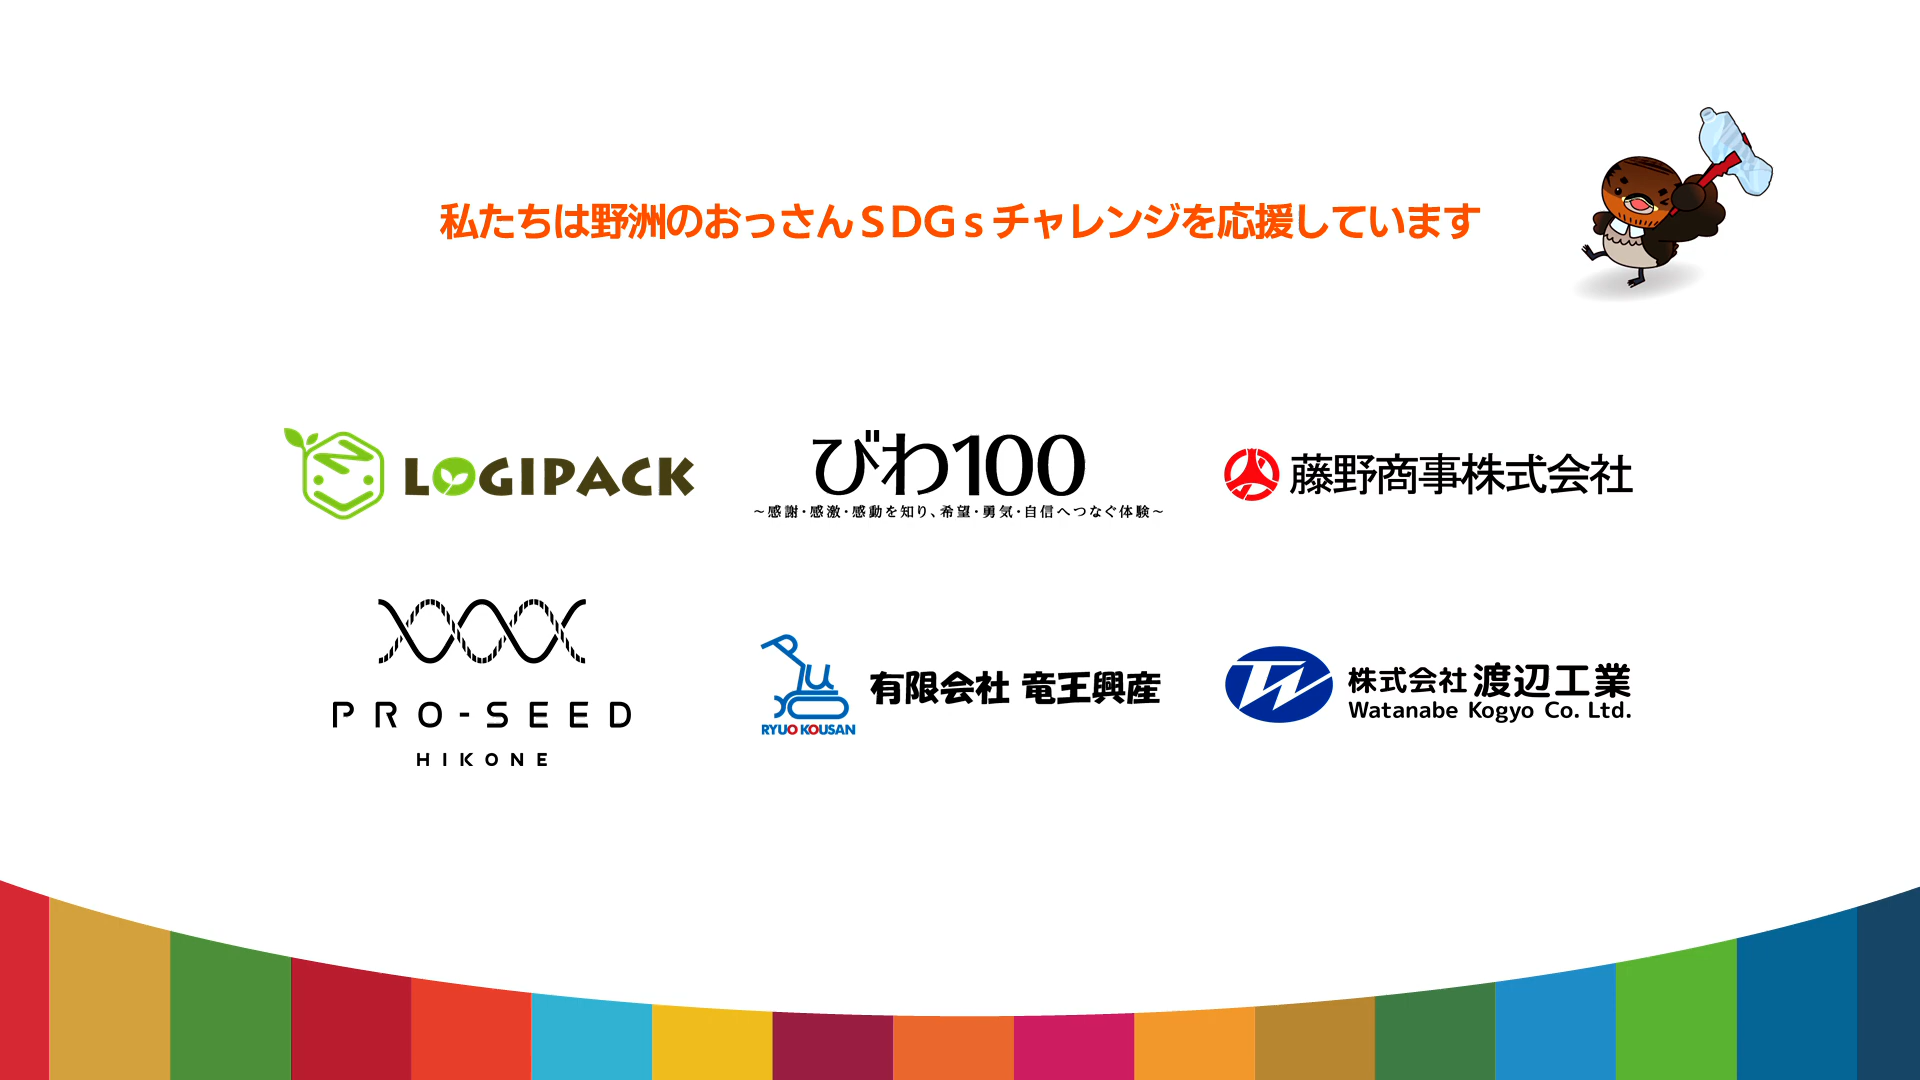 私たちは野洲のおっさんＳＤＧｓチャレンジを応援しています
LOGIPACK
びわ100
～感謝・感激・感動を知り、希望・勇気・自信へつなぐ体験～
藤野商事株式会社
PRO-SEED
HIKONE
RYUO KOUSAN
有限会社 竜王興産
株式会社 渡辺工業
Watanabe Kogyo Co. Ltd.